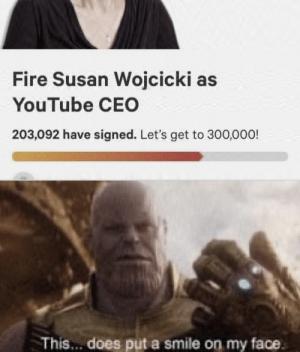 Fire Susan Wojcicki as
YouTube CEO
203,092 have signed. Let's get to 300,000!
This... does put a smile on my face.